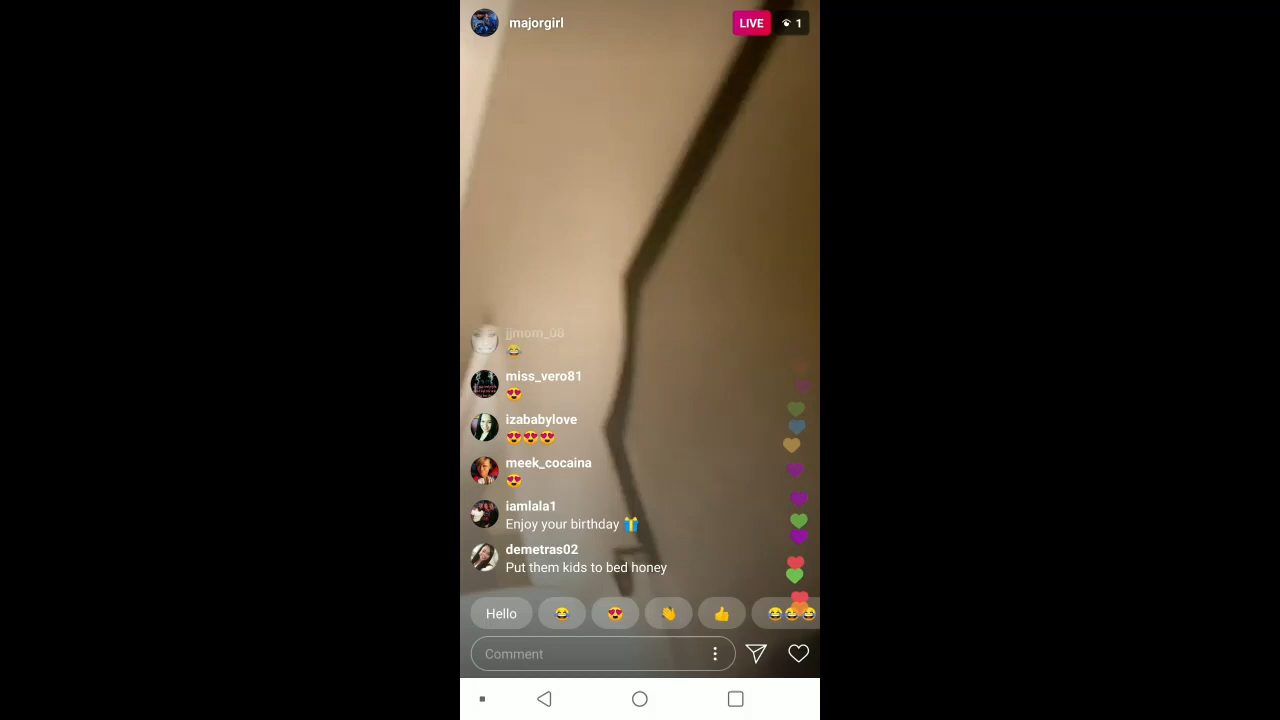 majorgirl
LIVE
1
jjmom_08
😂
miss_vero81
😍
izababylove
😍😍😍
meek_cocaina
😍
iamlala1
Enjoy your birthday 🎁
demetras02
Put them kids to bed honey
Hello 😂 😍 👏 👍 😂😂😂
Comment